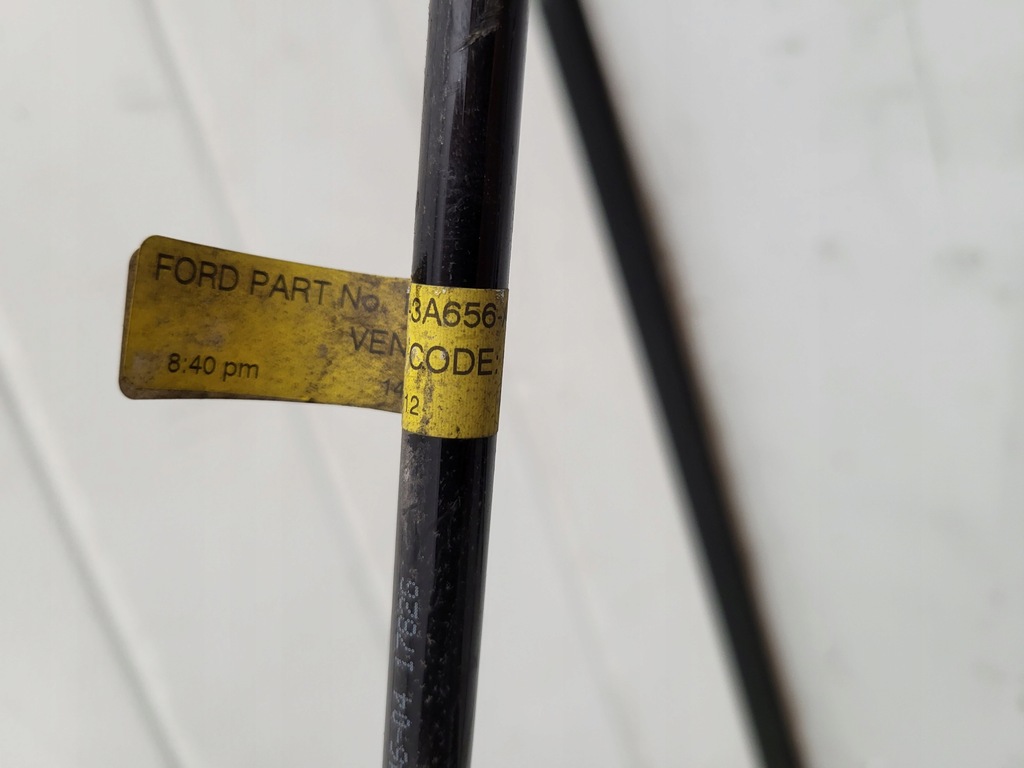 FORD PART No. 3A656-
VEN CODE:
8:40 pm 14 12